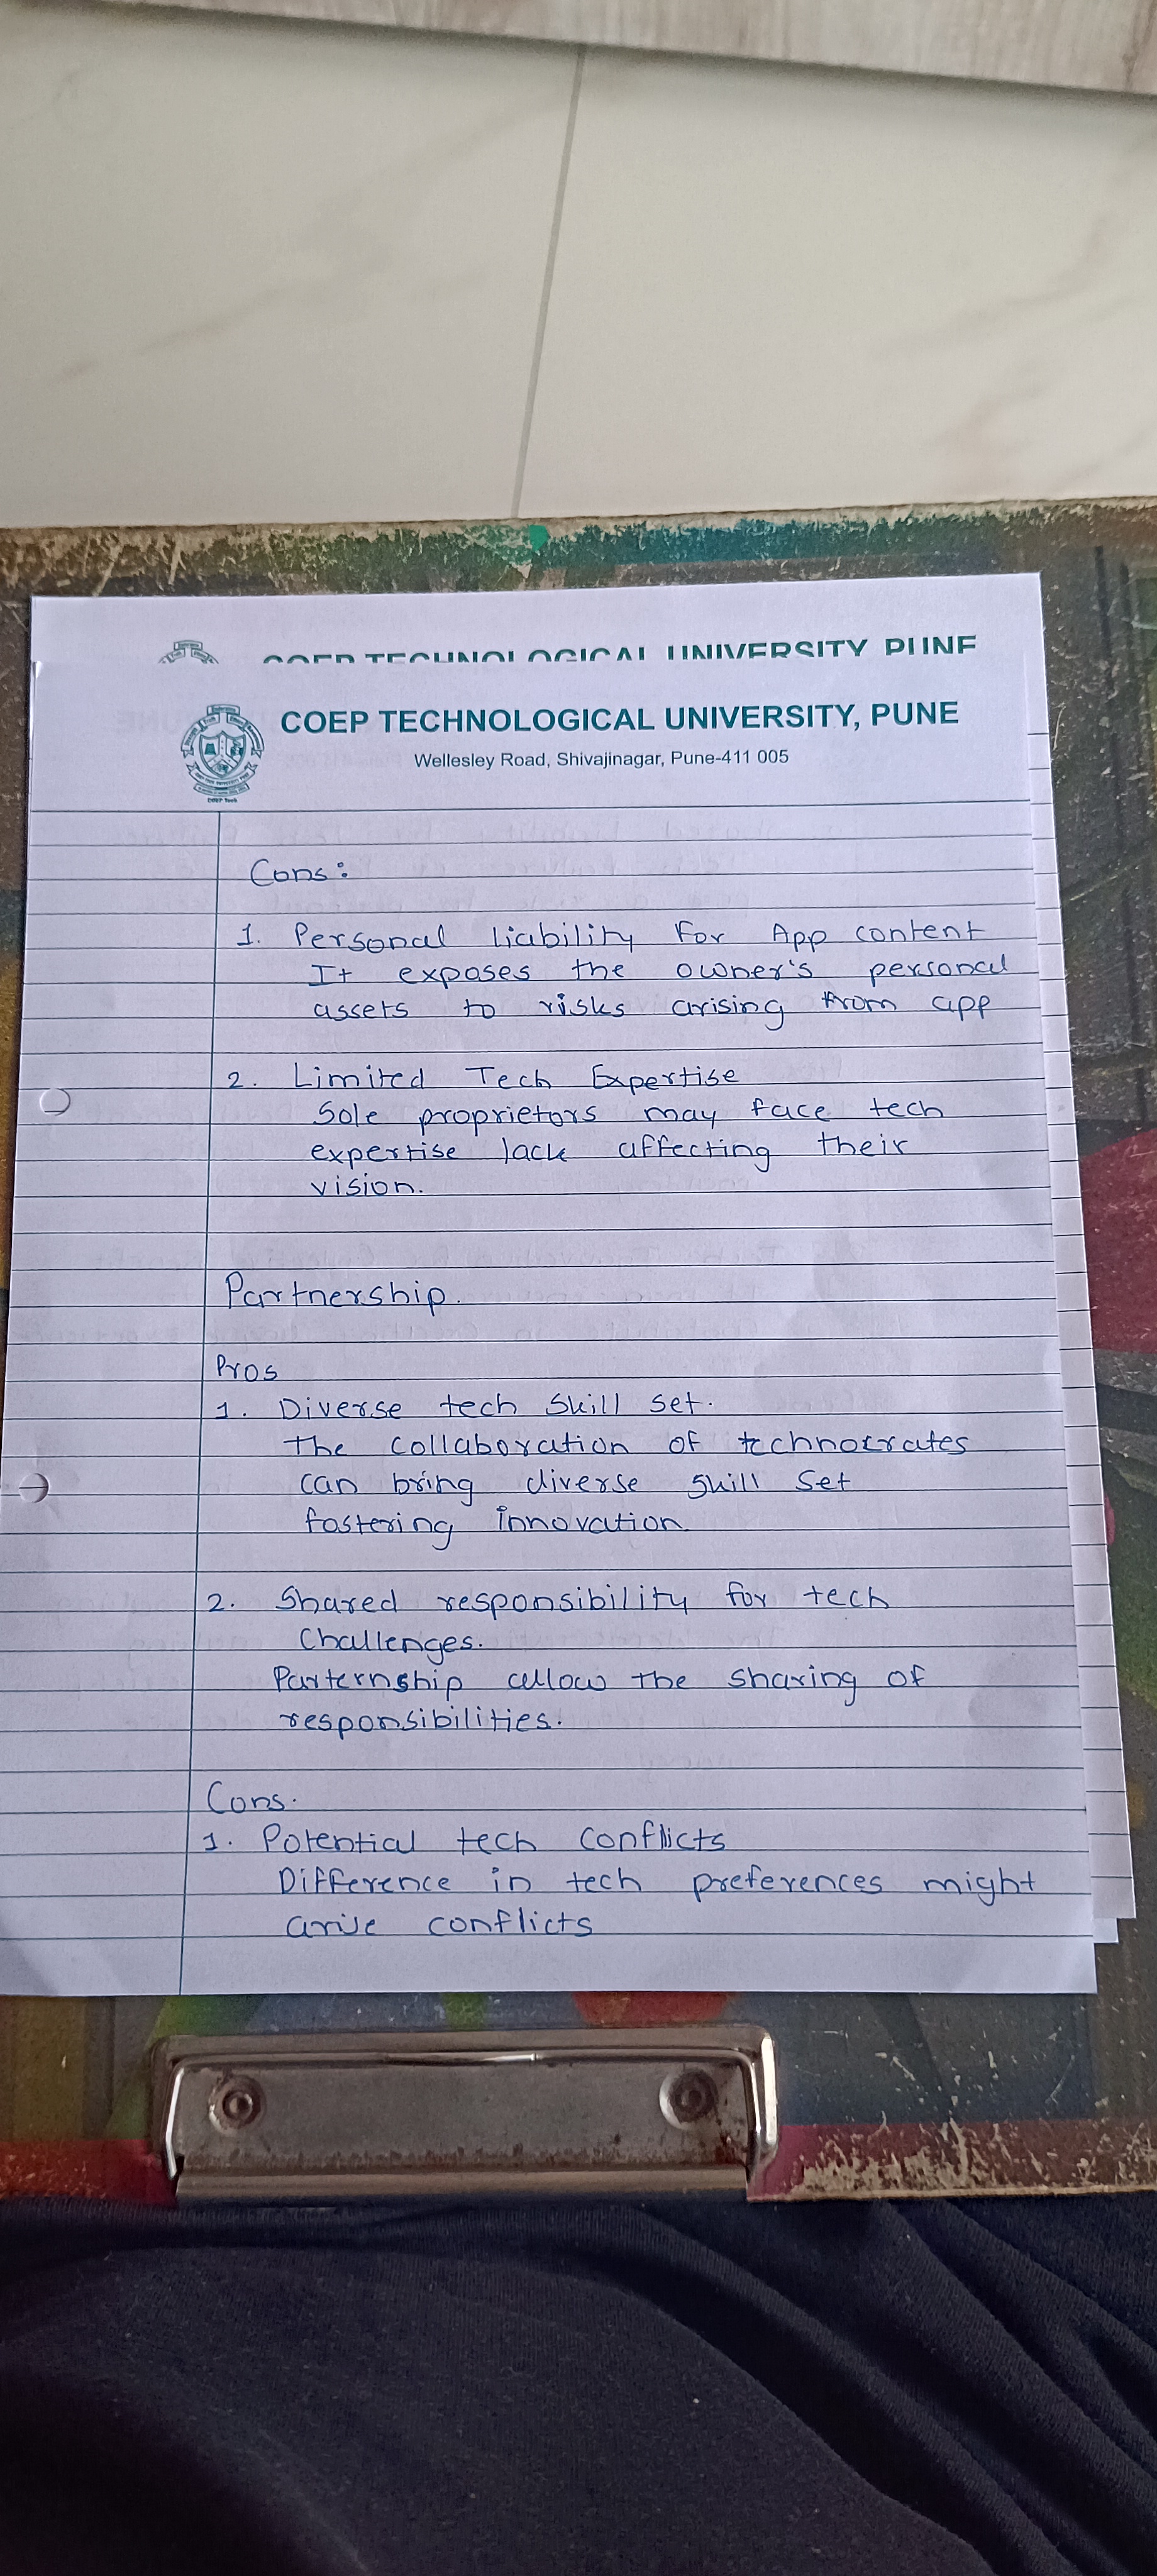 COEP TECHNOLOGICAL UNIVERSITY PUNE
COEP TECHNOLOGICAL UNIVERSITY, PUNE
Wellesley Road, Shivajinagar, Pune-411 005
COEP Tech
Cons:
1. Personal liability For App content
It exposes the owner's personal
assets to risks arising from app
2. Limited Tech Expertise
Sole proprietors may face tech
expertise lack affecting their
vision.
Partnership.
Pros
1. Diverse tech skill set.
The collaboration of technocrates
can bring diverse skill set
fostering innovation.
2. Shared responsibility for tech
challenges.
Parternship allow the sharing of
responsibilities.
Cons.
1. Potential tech conflicts
Difference in tech preferences might
arise conflicts